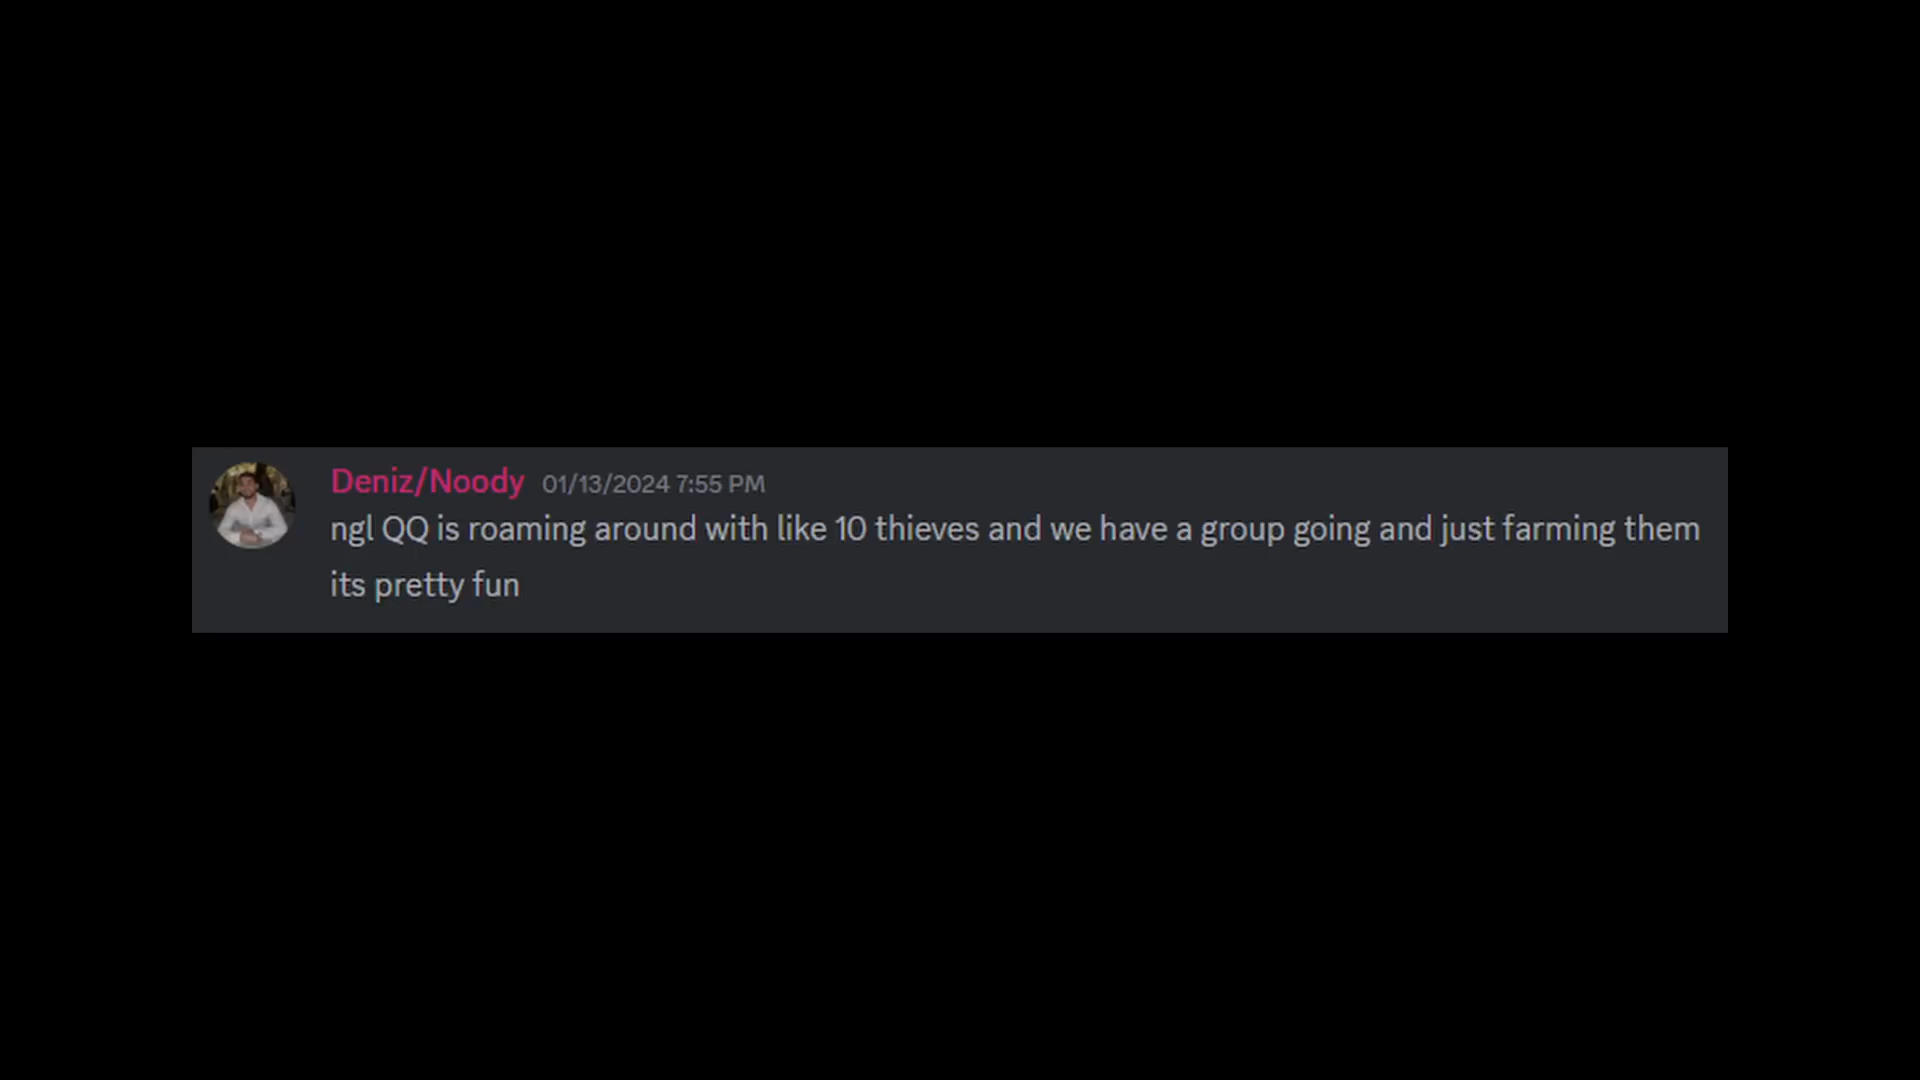 Deniz/Noody 01/13/2024 7:55 PM
ngl QQ is roaming around with like 10 thieves and we have a group going and just farming them
its pretty fun